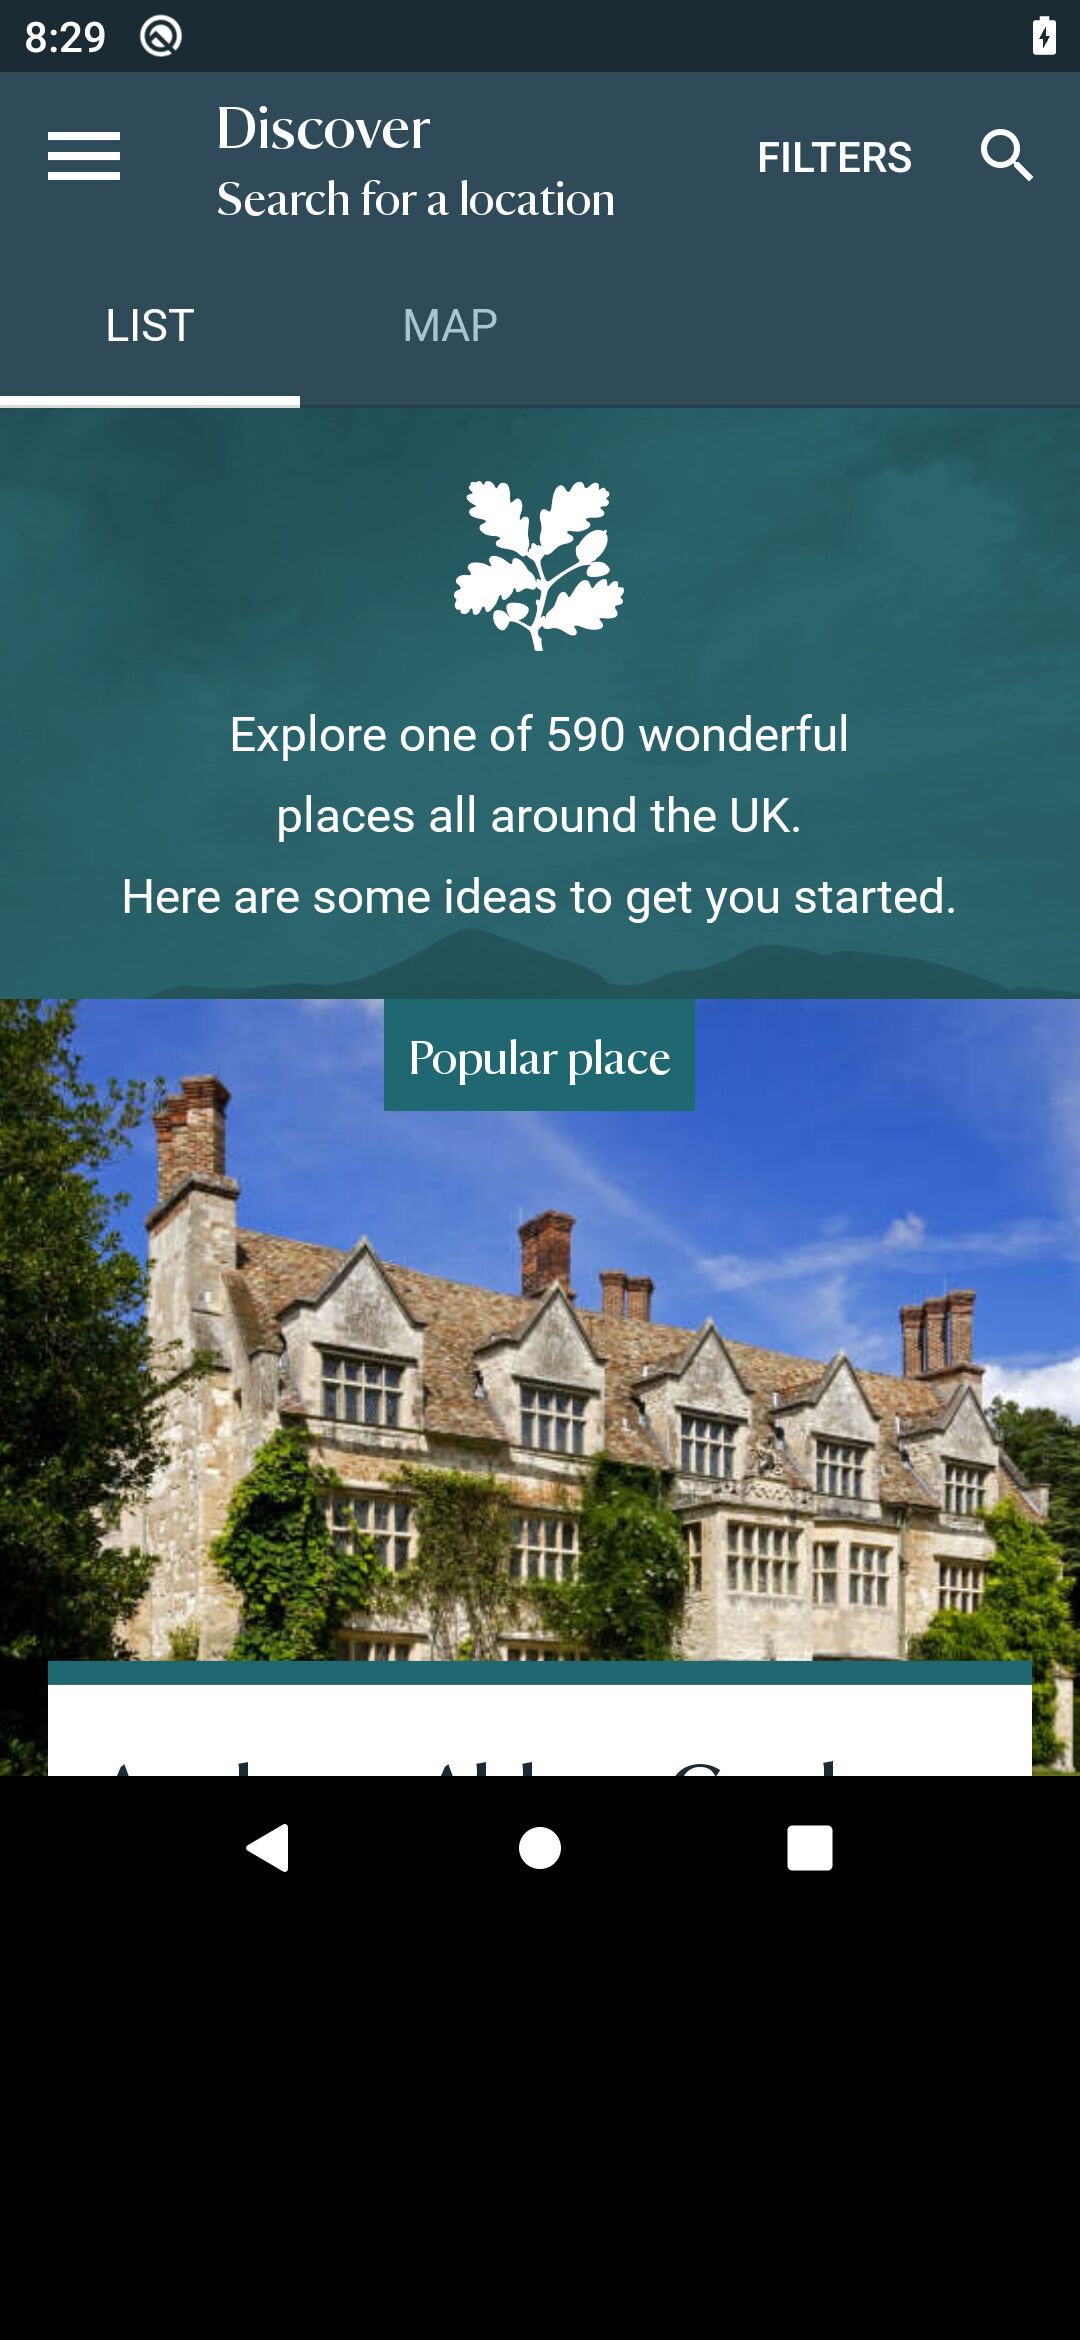 8:29
Discover
Search for a location
FILTERS
LIST
MAP
Explore one of 590 wonderful
places all around the UK.
Here are some ideas to get you started.
Popular place